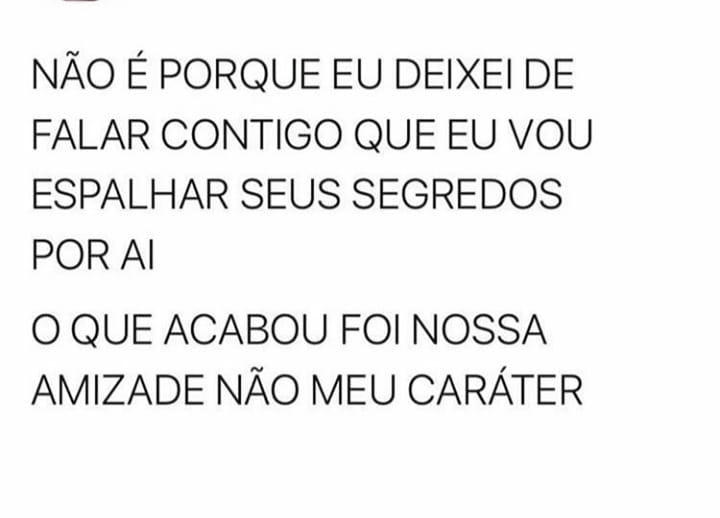 NÃO É PORQUE EU DEIXEI DE
FALAR CONTIGO QUE EU VOU
ESPALHAR SEUS SEGREDOS
POR AI
O QUE ACABOU FOI NOSSA
AMIZADE NÃO MEU CARÁTER